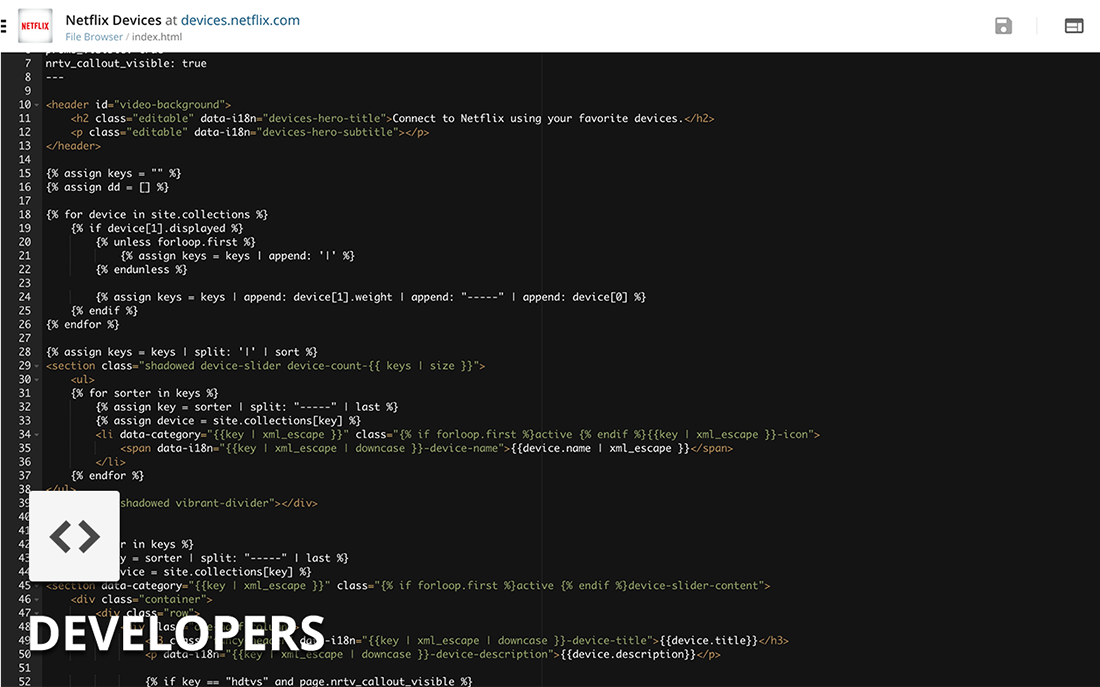 NETFLIX
Netflix Devices at devices.netflix.com
File Browser / index.html
7 nrtv_callout_visible: true
8 ---
9
10 <header id="video-background">
11 <h2 class="editable" data-i18n="devices-hero-title">Connect to Netflix using your favorite devices.</h2>
12 <p class="editable" data-i18n="devices-hero-subtitle"></p>
13 </header>
14
15 {% assign keys = "" %}
16 {% assign dd = [] %}
17
18 {% for device in site.collections %}
19 {% if device[1].displayed %}
20 {% unless forloop.first %}
21 {% assign keys = keys | append: '|' %}
22 {% endunless %}
23
24 {% assign keys = keys | append: device[1].weight | append: "-----" | append: device[0] %}
25 {% endif %}
26 {% endfor %}
27
28 {% assign keys = keys | split: '|' | sort %}
29 <section class="shadowed device-slider device-count-{{ keys | size }}">
30 <ul>
31 {% for sorter in keys %}
32 {% assign key = sorter | split: "-----" | last %}
33 {% assign device = site.collections[key] %}
34 <li data-category="{{key | xml_escape }}" class="{% if forloop.first %}active {% endif %}{{key | xml_escape }}-icon">
35 <span data-i18n="{{key | xml_escape | downcase }}-device-name">{{device.name | xml_escape }}</span>
36 </li>
37 {% endfor %}
38 </ul>
39 shadowed vibrant-divider"></div>
40
41
42 r in keys %}
43 y = sorter | split: "-----" | last %}
44 vice = site.collections[key] %}
45 <section data-category="{{key | xml_escape }}" class="{% if forloop.first %}active {% endif %}device-slider-content">
46 <div class="container">
47 <div class="row">
DEVELOPERS
49 data-i18n="{{key | xml_escape | downcase }}-device-title">{{device.title}}</h3>
50 <p data-i18n="{{key | xml_escape | downcase }}-device-description">{{device.description}}</p>
51
52 {% if key == "hdtvs" and page.nrtv_callout_visible %}